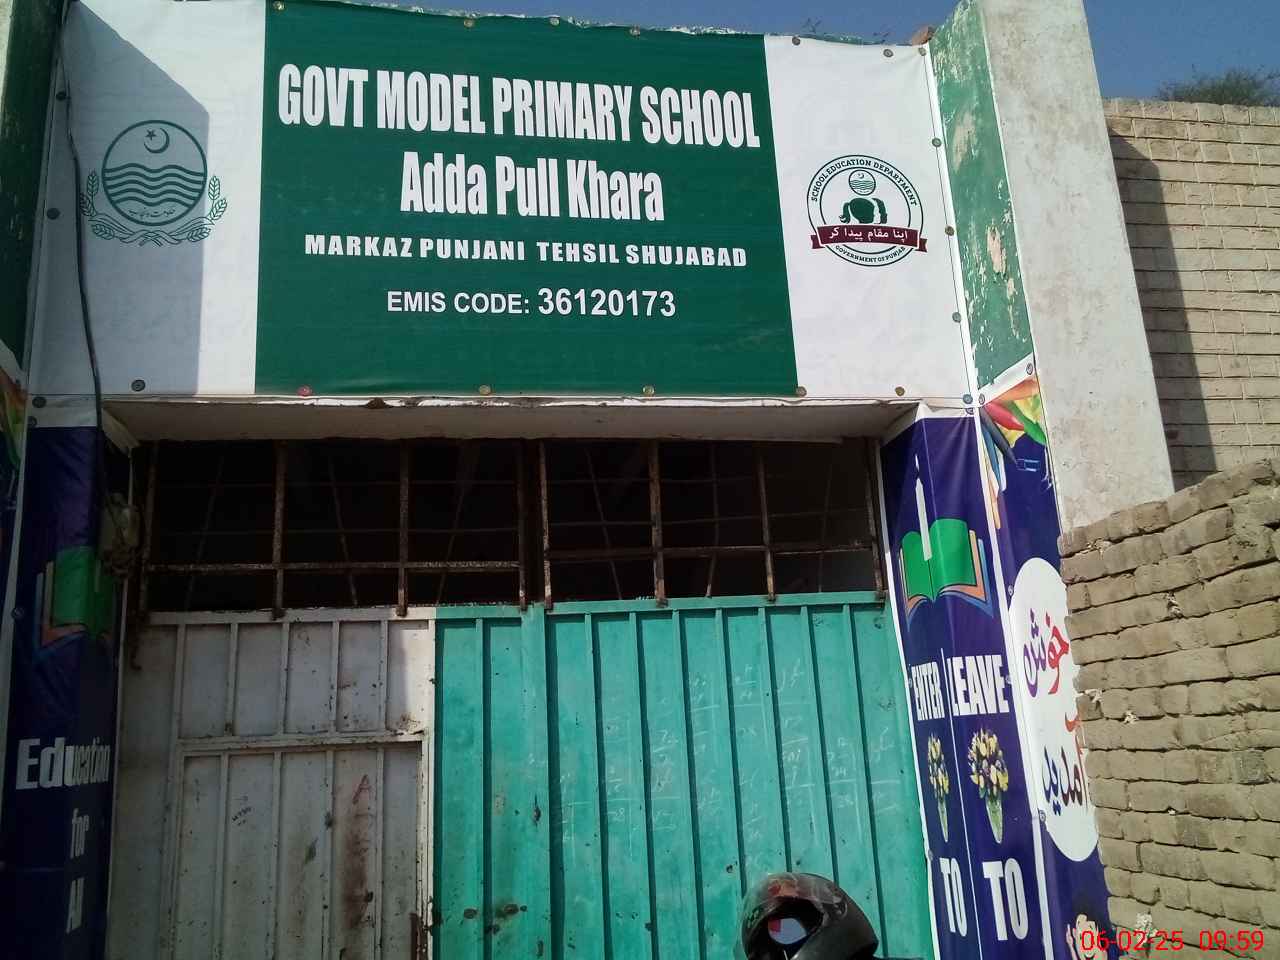 GOVT MODEL PRIMARY SCHOOL
Adda Pull Khara
MARKAZ PUNJANI TEHSIL SHUJABAD
EMIS CODE: 36120173
SCHOOL EDUCATION DEPARTMENT
اپنا مقام پیدا کر
GOVERNMENT OF PUNJAB
Education
for
All
ENTER
TO
LEAVE
TO
خوش
آمدید
06-02-25 09:59